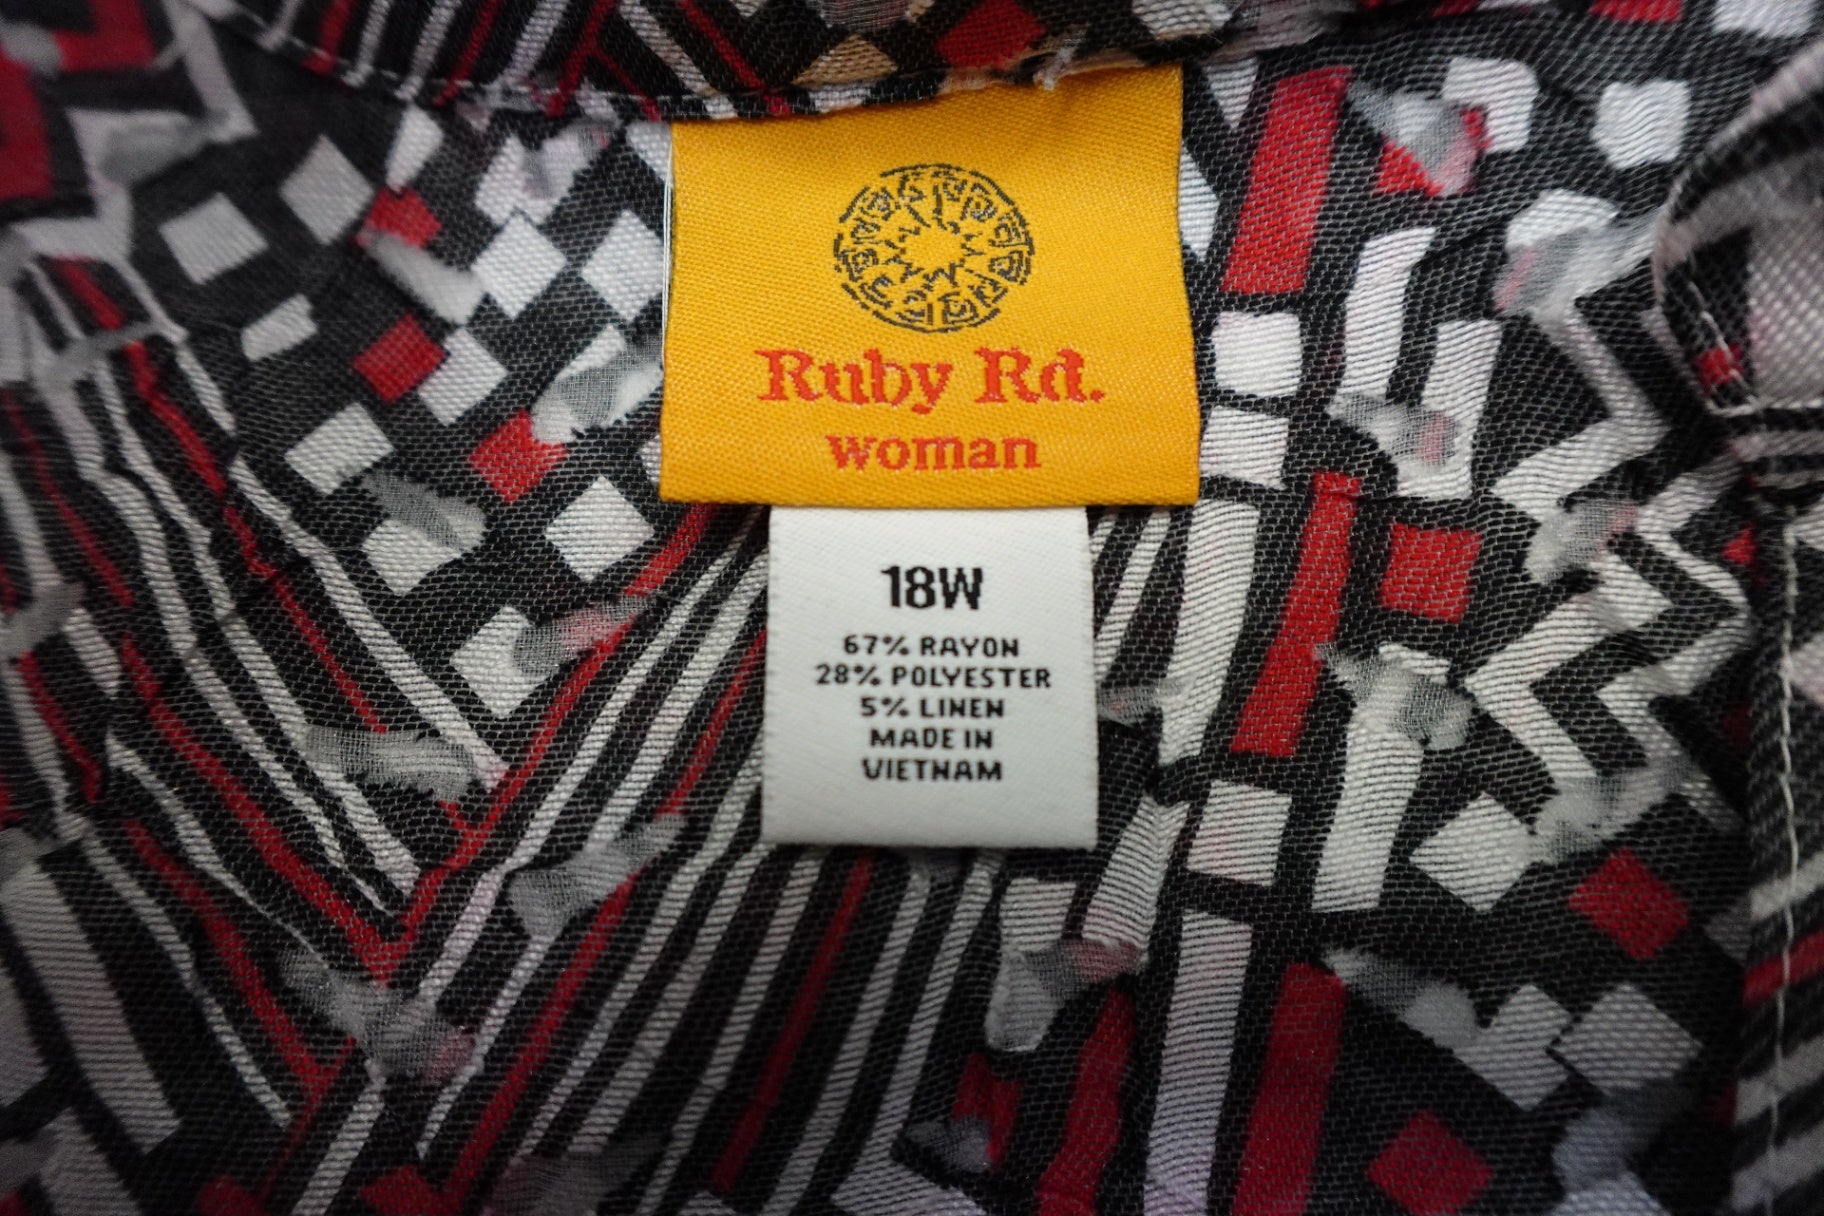 Ruby Rd.
woman
18W
67% RAYON
28% POLYESTER
5% LINEN
MADE IN
VIETNAM